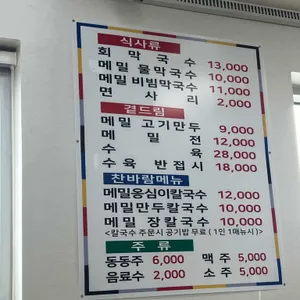 식사류
회막국수 13,000
메밀 물막국수 10,000
메밀 비빔막국수 11,000
면사리 2,000
곁드림
메밀 고기만두 9,000
메밀전 12,000
수육 28,000
수육 반접시 18,000
찬바람메뉴
메밀옹심이칼국수 12,000
메밀만두칼국수 10,000
메밀 장칼국수 10,000
<칼국수 주문시 공기밥 무료 (1인 1메뉴시)>
주류
동동주 6,000 맥주 5,000
음료수 2,000 소주 5,000